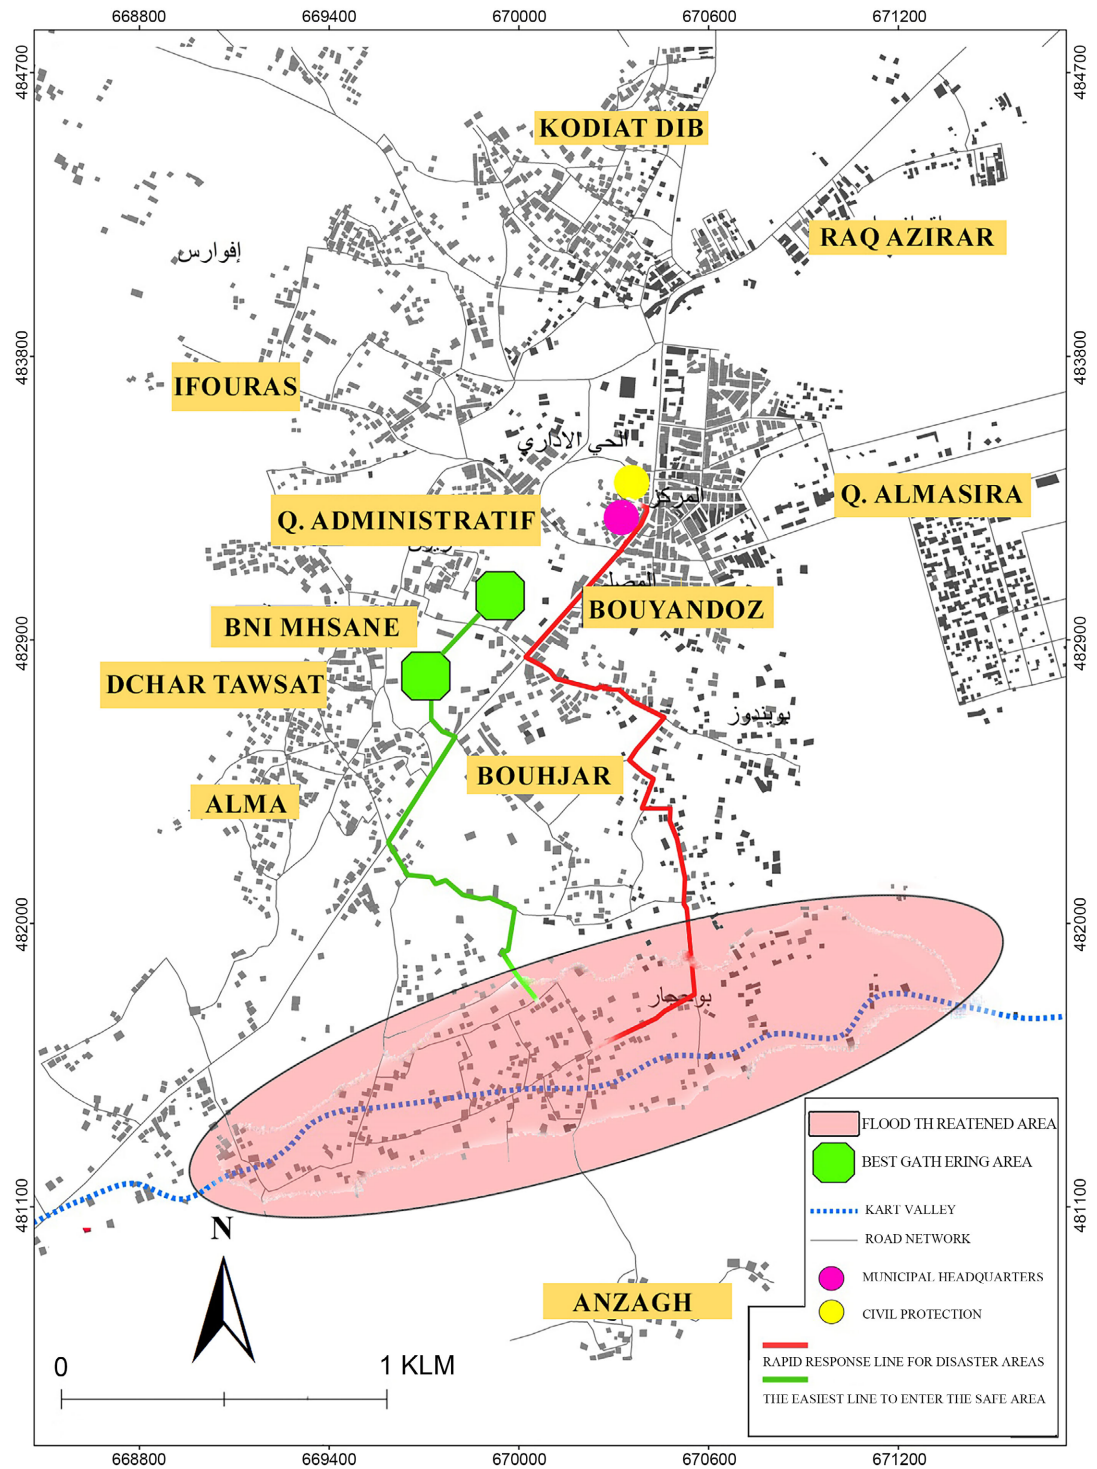 668800 669400 670000 670600 671200
484700
484700
KODIAT DIB
RAQ AZIRAR
إفوارس
483800
483800
IFOURAS
الحي الاداري
المركز
Q. ALMASIRA
Q. ADMINISTRATIF
BOUYANDOZ
BNI MHSANE
482900
482900
DCHAR TAWSAT
بويندوز
BOUHJAR
ALMA
482000
482000
بوحجار
FLOOD TH REATENED AREA
BEST GATH ERING AREA
KART VALLEY
ROAD NETWORK
MUNICIPAL HEADQUARTERS
CIVIL PROTECTION
RAPID RESPONSE LINE FOR DISASTER AREAS
THE EASIEST LINE TO ENTER THE SAFE AREA
481100
481100
N
ANZAGH
0 1 KLM
668800 669400 670000 670600 671200